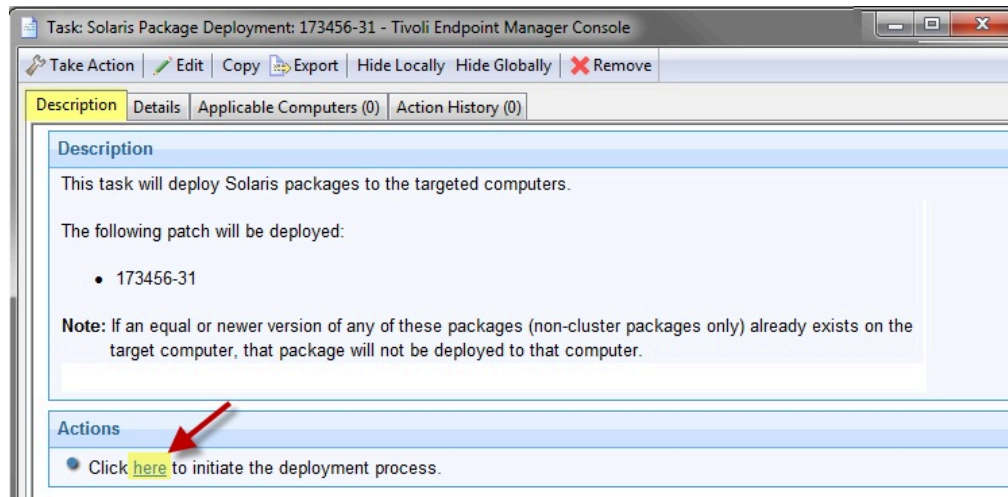 Task: Solaris Package Deployment: 173456-31 - Tivoli Endpoint Manager Console
Take Action Edit Copy Export Hide Locally Hide Globally Remove
Description Details Applicable Computers (0) Action History (0)
Description
This task will deploy Solaris packages to the targeted computers.
The following patch will be deployed:
• 173456-31
Note: If an equal or newer version of any of these packages (non-cluster packages only) already exists on the
target computer, that package will not be deployed to that computer.
Actions
Click here to initiate the deployment process.